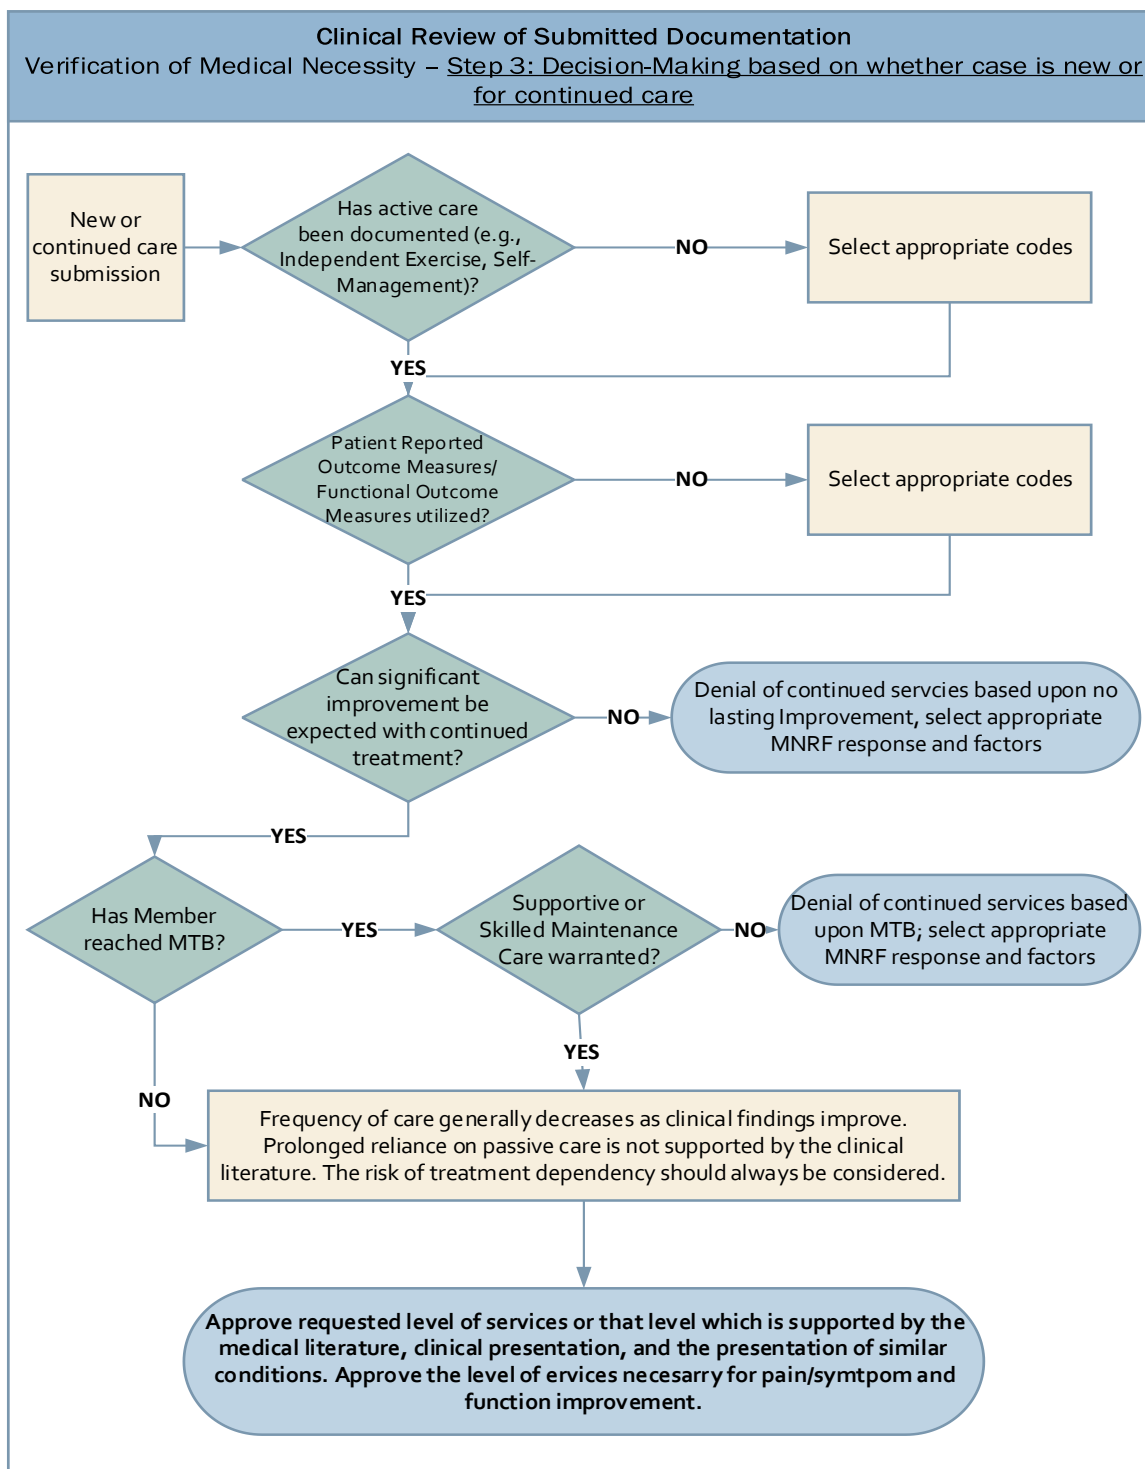 Clinical Review of Submitted Documentation
Verification of Medical Necessity – Step 3: Decision-Making based on whether case is new or
for continued care
New or
continued care
submission
Has active care
been documented (e.g.,
Independent Exercise, Self-
Management)?
NO
Select appropriate codes
YES
Patient Reported
Outcome Measures/
Functional Outcome
Measures utilized?
NO
Select appropriate codes
YES
Can significant
improvement be
expected with continued
treatment?
NO
Denial of continued servcies based upon no
lasting Improvement, select appropriate
MNRF response and factors
YES
Has Member
reached MTB?
YES
Supportive or
Skilled Maintenance
Care warranted?
NO
Denial of continued services based
upon MTB; select appropriate
MNRF response and factors
YES
NO
Frequency of care generally decreases as clinical findings improve.
Prolonged reliance on passive care is not supported by the clinical
literature. The risk of treatment dependency should always be considered.
Approve requested level of services or that level which is supported by the
medical literature, clinical presentation, and the presentation of similar
conditions. Approve the level of ervices necesarry for pain/symtpom and
function improvement.